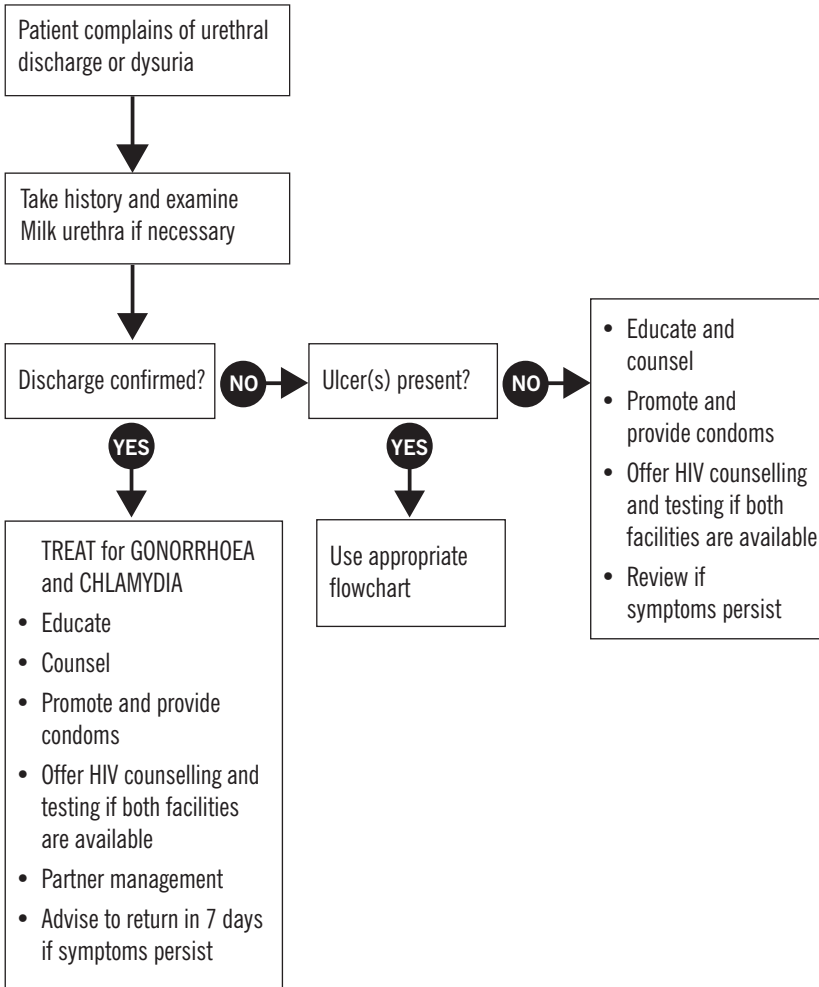 Patient complains of urethral
discharge or dysuria
Take history and examine
Milk urethra if necessary
Discharge confirmed?
NO
Ulcer(s) present?
NO
• Educate and
counsel
• Promote and
provide condoms
• Offer HIV counselling
and testing if both
facilities are available
• Review if
symptoms persist
YES
YES
TREAT for GONORRHOEA
and CHLAMYDIA
• Educate
• Counsel
• Promote and provide
condoms
• Offer HIV counselling and
testing if both facilities
are available
• Partner management
• Advise to return in 7 days
if symptoms persist
Use appropriate
flowchart